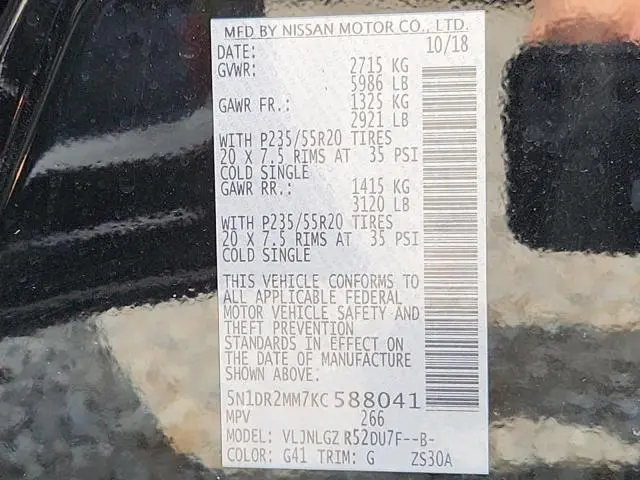 MFD BY NISSAN MOTOR CO., LTD.
DATE: 10/18
GVWR: 2715 KG
5986 LB
GAWR FR.: 1325 KG
2921 LB
WITH P235/55R20 TIRES
20 X 7.5 RIMS AT 35 PSI
COLD SINGLE
GAWR RR.: 1415 KG
3120 LB
WITH P235/55R20 TIRES
20 X 7.5 RIMS AT 35 PSI
COLD SINGLE
THIS VEHICLE CONFORMS TO
ALL APPLICABLE FEDERAL
MOTOR VEHICLE SAFETY AND
THEFT PREVENTION
STANDARDS IN EFFECT ON
THE DATE OF MANUFACTURE
SHOWN ABOVE.
5N1DR2MM7KC588041
MPV 266
MODEL: VLJNLGZ R52DU7F--B-
COLOR: G41 TRIM: G ZS30A